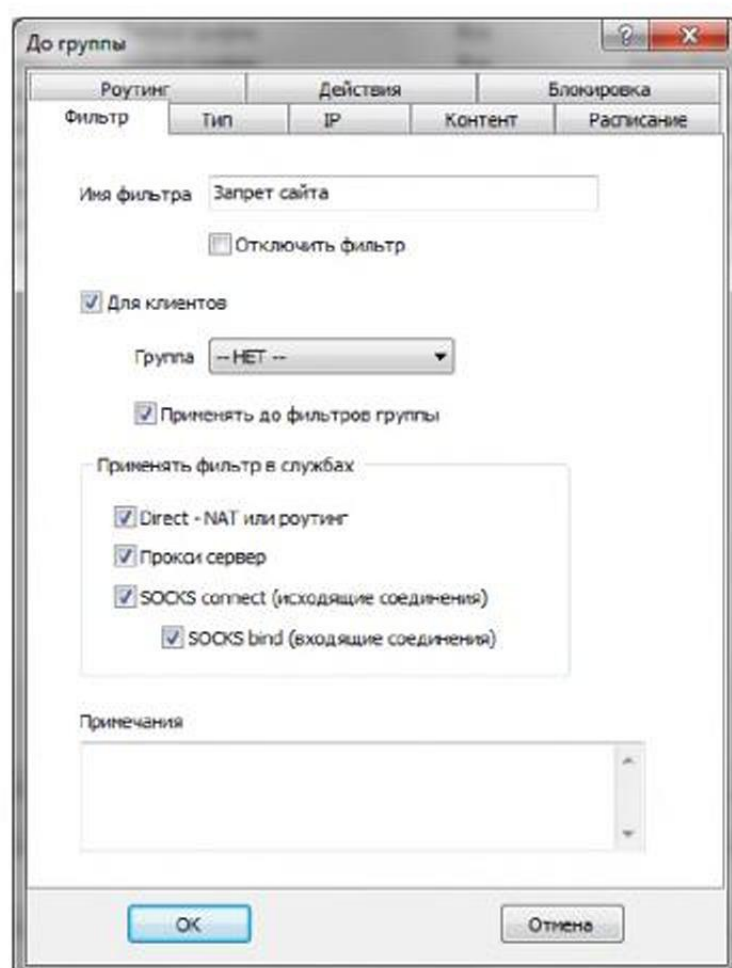 До группы
Роутинг Действия Блокировка
Фильтр Тип IP Контент Расписание
Имя фильтра Запрет сайта
Отключить фильтр
Для клиентов
Группа -- НЕТ --
Применять до фильтров группы
Применять фильтр в службах
Direct - NAT или роутинг
Прокси сервер
SOCKS connect (исходящие соединения)
SOCKS bind (входящие соединения)
Примечания
OK Отмена